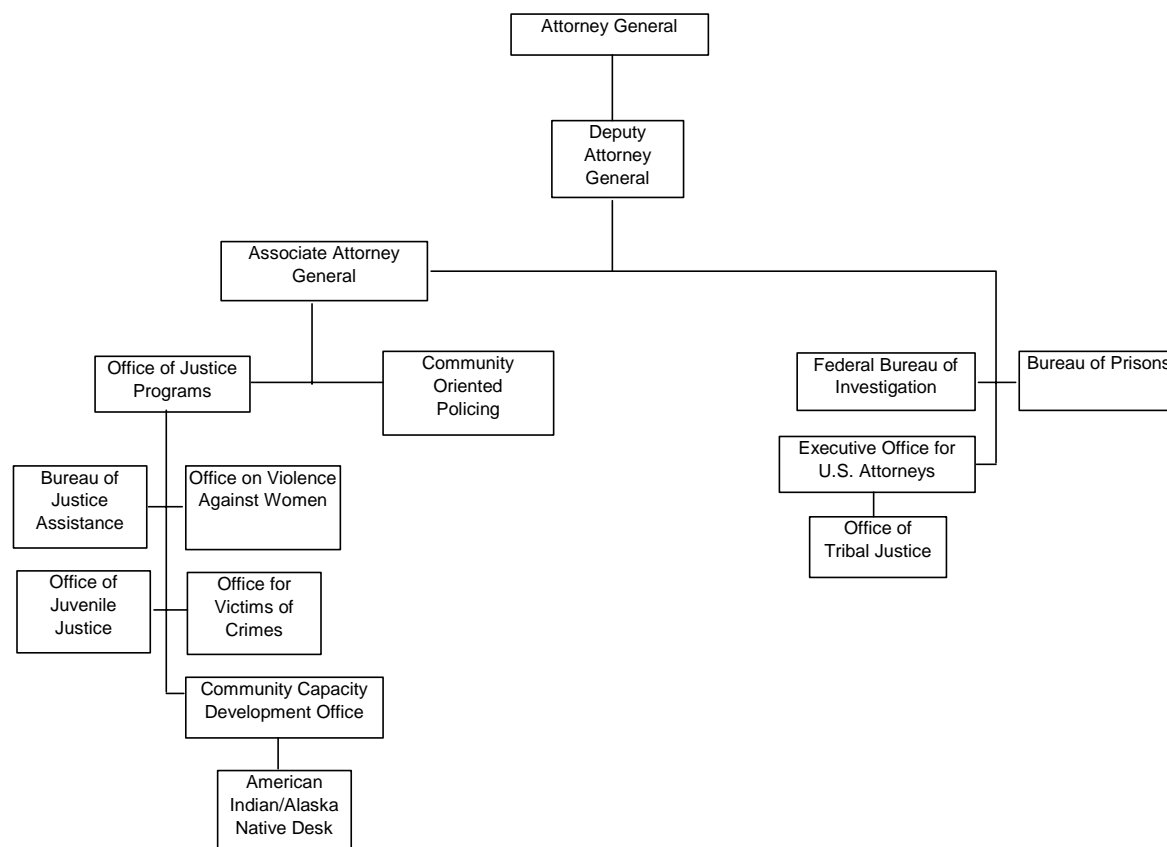 Attorney General
Deputy
Attorney
General
Associate Attorney
General
Office of Justice
Programs
Community
Oriented
Policing
Federal Bureau of
Investigation
Bureau of Prisons
Executive Office for
U.S. Attorneys
Office of
Tribal Justice
Bureau of
Justice
Assistance
Office on Violence
Against Women
Office of
Juvenile
Justice
Office for
Victims of
Crimes
Community Capacity
Development Office
American
Indian/Alaska
Native Desk